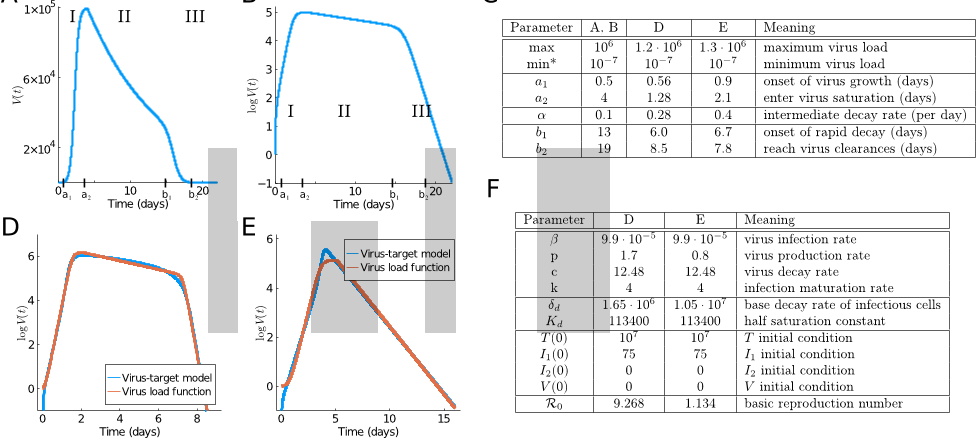 A
B
C
1×10⁵
6×10⁴
2×10⁴
V(t)
I
II
III
0
10
20
a₁
a₂
b₁
b₂
Time (days)
5
4
3
2
1
0
−1
log V(t)
I
II
III
0
10
20
a₁
a₂
b₁
b₂
Time (days)
Parameter A. B D E Meaning
max 10⁶ 1.2 · 10⁶ 1.3 · 10⁶ maximum virus load
min* 10⁻⁷ 10⁻⁷ 10⁻⁷ minimum virus load
a₁ 0.5 0.56 0.9 onset of virus growth (days)
a₂ 4 1.28 2.1 enter virus saturation (days)
α 0.1 0.28 0.4 intermediate decay rate (per day)
b₁ 13 6.0 6.7 onset of rapid decay (days)
b₂ 19 8.5 7.8 reach virus clearances (days)
D
6
4
2
0
log V(t)
Virus-target model
Virus load function
0
2
4
6
8
Time (days)
E
6
4
2
0
log V(t)
Virus-target model
Virus load function
0
5
10
15
Time (days)
F
Parameter D E Meaning
β 9.9 · 10⁻⁵ 9.9 · 10⁻⁵ virus infection rate
p 1.7 0.8 virus production rate
c 12.48 12.48 virus decay rate
k 4 4 infection maturation rate
δ_d 1.65 · 10⁶ 1.05 · 10⁷ base decay rate of infectious cells
K_d 113400 113400 half saturation constant
T(0) 10⁷ 10⁷ T initial condition
I₁(0) 75 75 I₁ initial condition
I₂(0) 0 0 I₂ initial condition
V(0) 0 0 V initial condition
R₀ 9.268 1.134 basic reproduction number